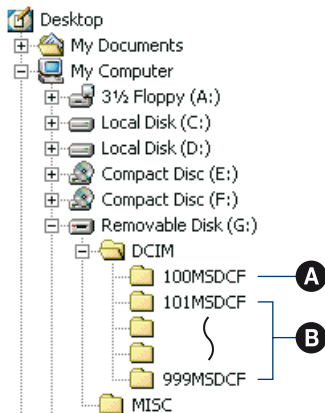 Desktop
My Documents
My Computer
3½ Floppy (A:)
Local Disk (C:)
Local Disk (D:)
Compact Disc (E:)
Compact Disc (F:)
Removable Disk (G:)
DCIM
100MSDCF A
101MSDCF
B
999MSDCF
MISC